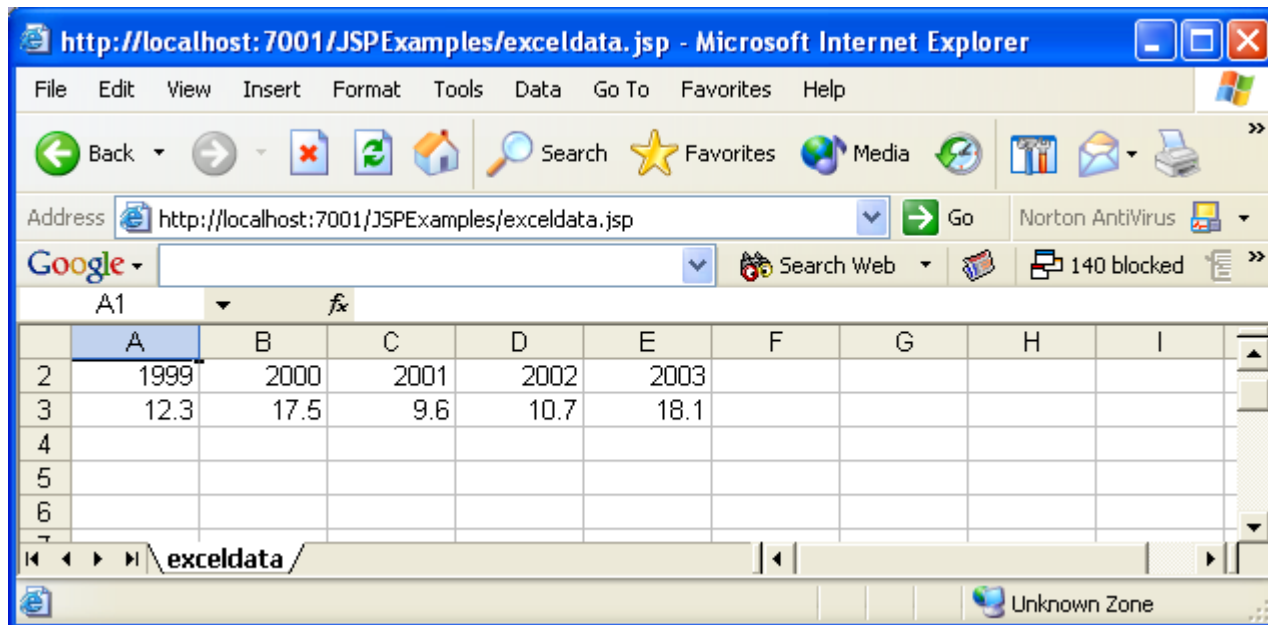 http://localhost:7001/JSPExamples/exceldata.jsp - Microsoft Internet Explorer
File Edit View Insert Format Tools Data Go To Favorites Help
Back Search Favorites Media »
Address http://localhost:7001/JSPExamples/exceldata.jsp Go Norton AntiVirus
Google Search Web 140 blocked »
A1 fx
A B C D E F G H I
2 1999 2000 2001 2002 2003
3 12.3 17.5 9.6 10.7 18.1
4
5
6
exceldata
Unknown Zone